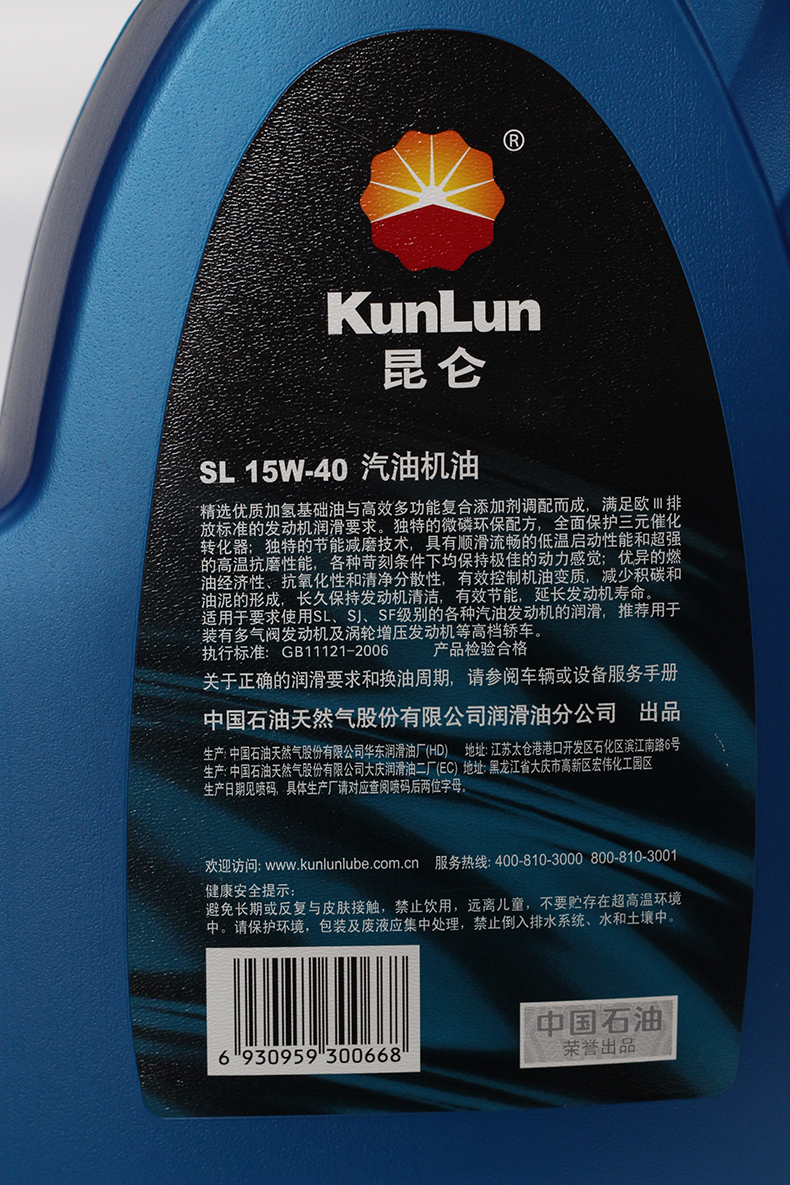 ®
KunLun
昆仑
SL 15W-40 汽油机油
精选优质加氢基础油与高效多功能复合添加剂调配而成，满足欧Ⅲ排
放标准的发动机润滑要求。独特的微磷环保配方，全面保护三元催化
转化器；独特的节能减磨技术，具有顺滑流畅的低温启动性能和超强
的高温抗磨性能，各种苛刻条件下均保持极佳的动力感觉；优异的燃
油经济性、抗氧化性和清净分散性，有效控制机油变质，减少积碳和
油泥的形成，长久保持发动机清洁，有效节能，延长发动机寿命。
适用于要求使用SL、SJ、SF级别的各种汽油发动机的润滑，推荐用于
装有多气阀发动机及涡轮增压发动机等高档轿车。
执行标准：GB11121-2006 产品检验合格
关于正确的润滑要求和换油周期，请参阅车辆或设备服务手册
中国石油天然气股份有限公司润滑油分公司 出品
生产：中国石油天然气股份有限公司华东润滑油厂(HD) 地址：江苏太仓港港口开发区石化区滨江南路6号
生产：中国石油天然气股份有限公司大庆润滑油二厂(EC) 地址：黑龙江省大庆市高新区宏伟化工园区
生产日期见喷码，具体生产厂请对应查阅喷码后两位字母。
欢迎访问：www.kunlunlube.com.cn 服务热线：400-810-3000 800-810-3001
健康安全提示：
避免长期或反复与皮肤接触，禁止饮用，远离儿童，不要贮存在超高温环境
中。请保护环境，包装及废液应集中处理，禁止倒入排水系统、水和土壤中。
6 930959 300668
中国石油
荣誉出品